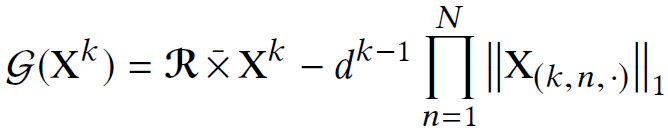 𝒢(X^k) = ℜ ×̄ X^k − d^{k−1} ∏_{n=1}^{N} ‖X_{(k,n,·)}‖_1